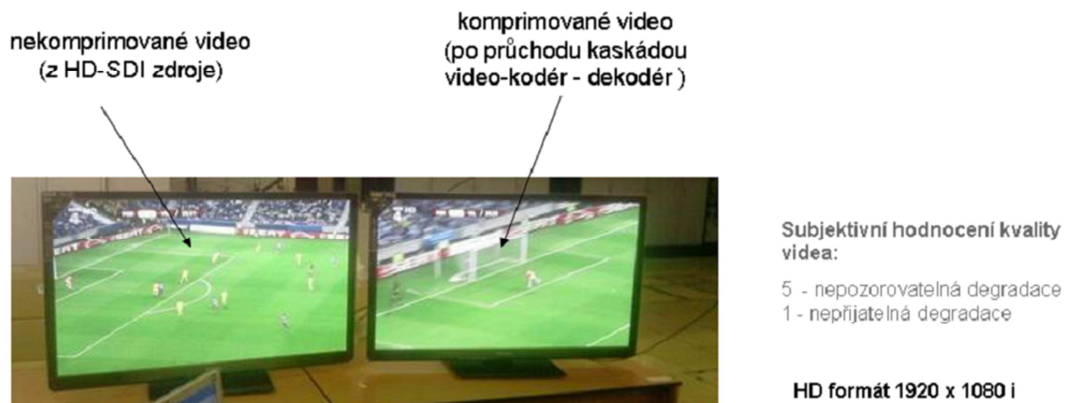 nekomprimované video
(z HD-SDI zdroje)
komprimované video
(po průchodu kaskádou
video-kodér - dekodér )
Subjektivní hodnocení kvality
videa:
5 - nepozorovatelná degradace
1 - nepřijatelná degradace
HD formát 1920 x 1080 i